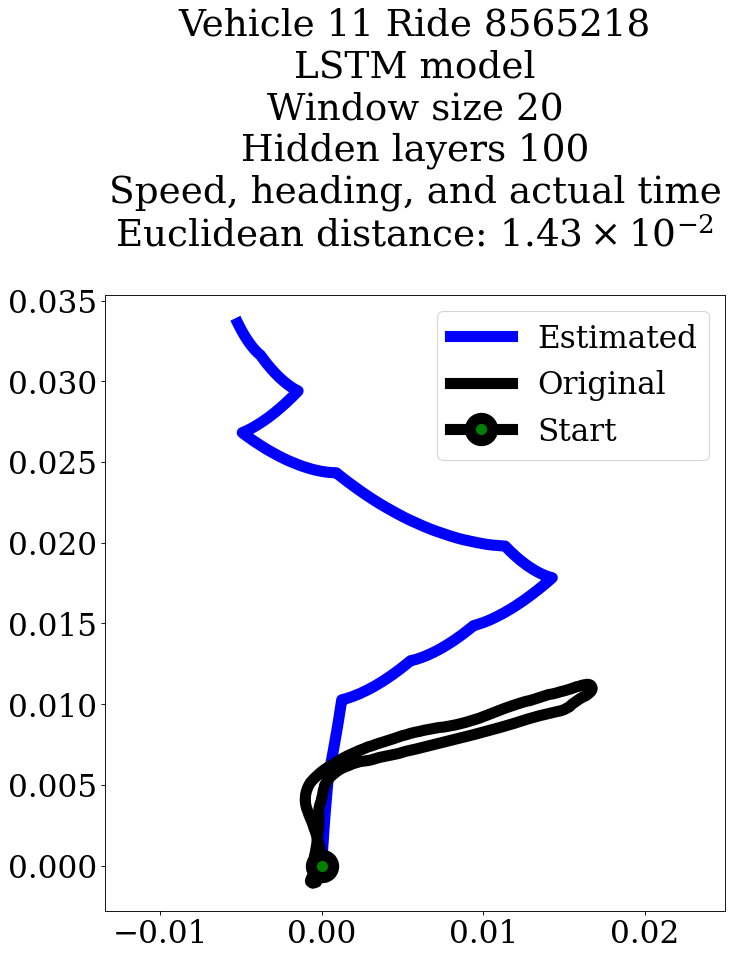 Vehicle 11 Ride 8565218
LSTM model
Window size 20
Hidden layers 100
Speed, heading, and actual time
Euclidean distance: 1.43 × 10⁻²
0.035
0.030
0.025
0.020
0.015
0.010
0.005
0.000
Estimated
Original
Start
−0.01 0.00 0.01 0.02